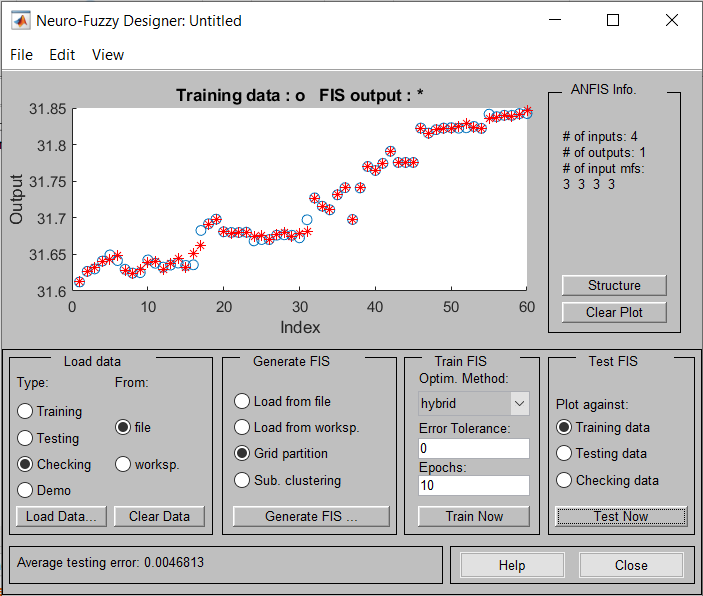 Neuro-Fuzzy Designer: Untitled
File Edit View
Training data : o FIS output : *
31.85
31.8
31.75
31.7
31.65
31.6
Output
0 10 20 30 40 50 60
Index
ANFIS Info.
# of inputs: 4
# of outputs: 1
# of input mfs:
3 3 3 3
Structure
Clear Plot
Load data
Type: From:
Training
Testing
Checking
Demo
file
worksp.
Load Data... Clear Data
Generate FIS
Load from file
Load from worksp.
Grid partition
Sub. clustering
Generate FIS ...
Train FIS
Optim. Method:
hybrid
Error Tolerance:
0
Epochs:
10
Train Now
Test FIS
Plot against:
Training data
Testing data
Checking data
Test Now
Average testing error: 0.0046813
Help Close